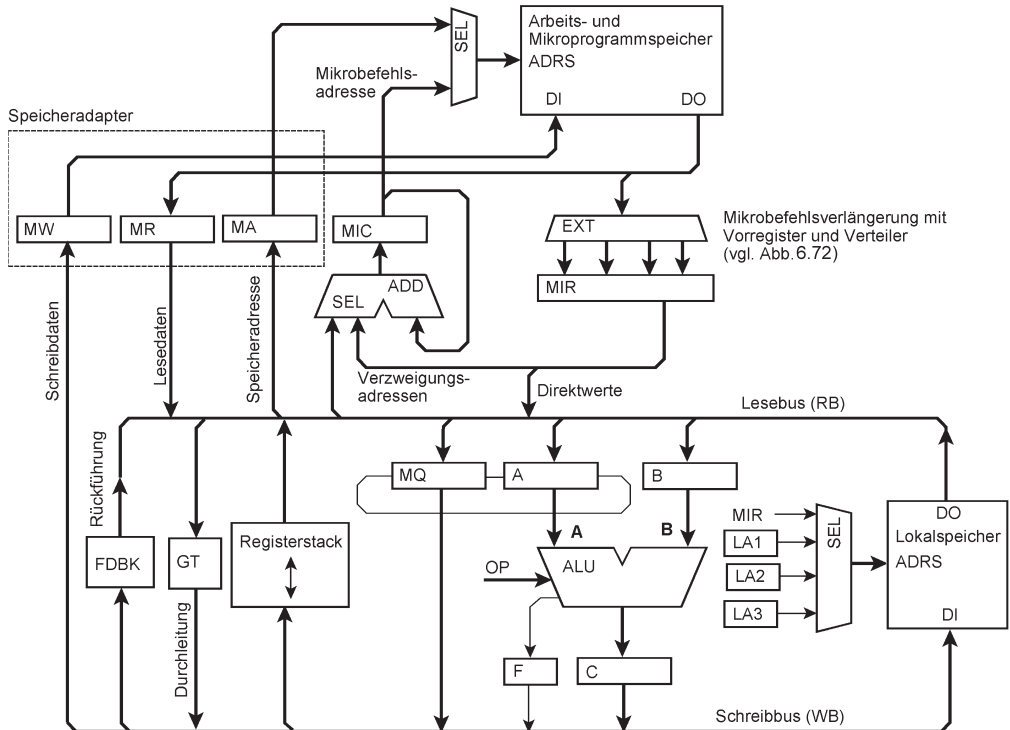 Arbeits- und
Mikroprogrammspeicher
SEL
ADRS
Mikrobefehls-
adresse
DI
DO
Speicheradapter
MW
MR
MA
MIC
EXT
Mikrobefehlsverlängerung mit
Vorregister und Verteiler
(vgl. Abb.6.72)
MIR
ADD
SEL
Schreibdaten
Lesedaten
Speicheradresse
Verzweigungs-
adressen
Direktwerte
Lesebus (RB)
Rückführung
MQ
A
B
MIR
SEL
DO
Lokalspeicher
ADRS
DI
LA1
LA2
LA3
FDBK
GT
Registerstack
A
B
OP
ALU
Durchleitung
F
C
Schreibbus (WB)